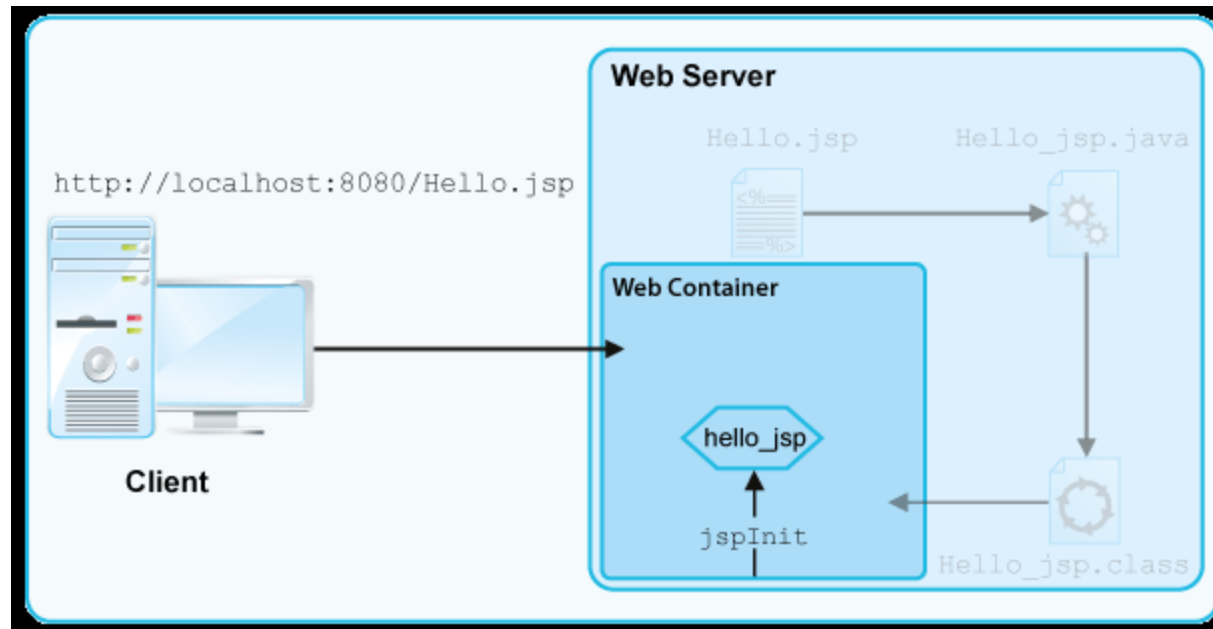 Web Server
Hello.jsp
Hello_jsp.java
http://localhost:8080/Hello.jsp
<%
%>
Web Container
hello_jsp
Client
jspInit
Hello_jsp.class